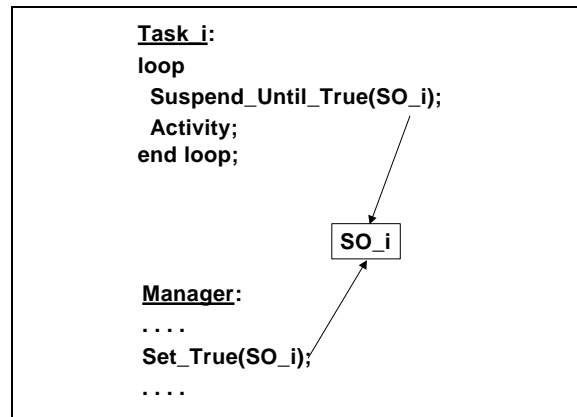 Task_i:
loop
Suspend_Until_True(SO_i);
Activity;
end loop;
SO_i
Manager:
. . . .
Set_True(SO_i);
. . . .